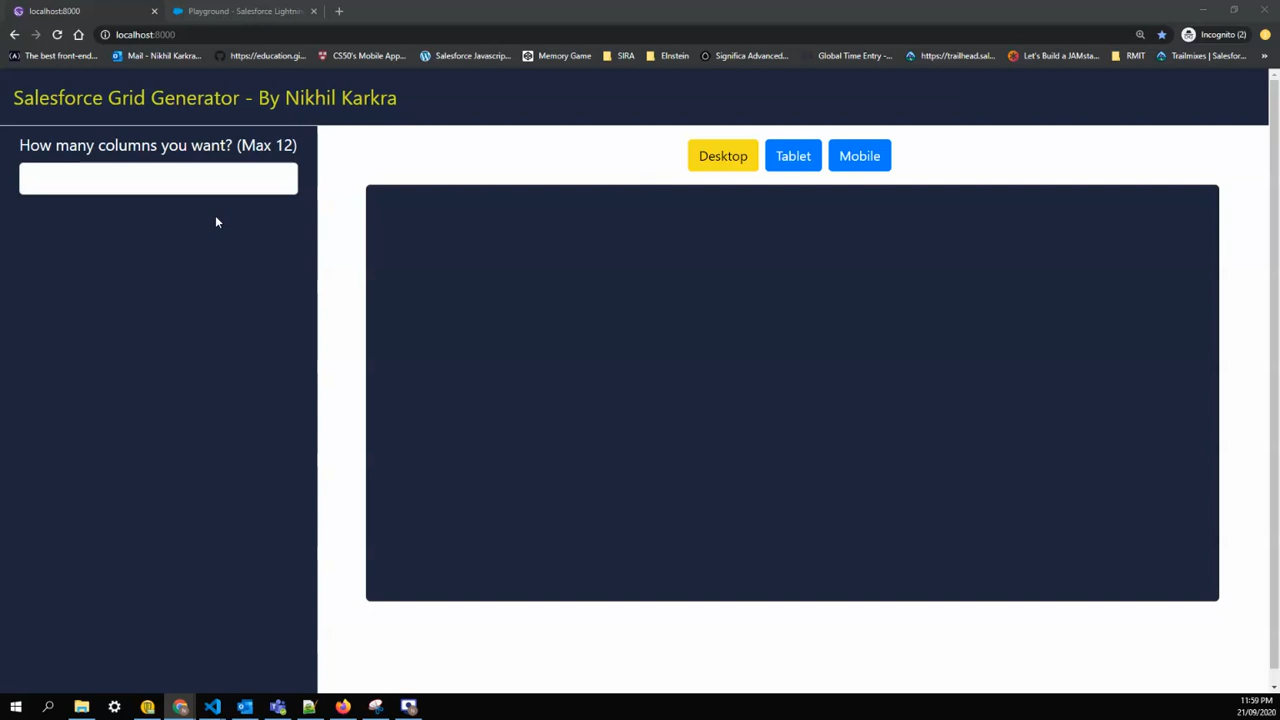 localhost:8000
Playground - Salesforce Lightnin
localhost:8000
Incognito (2)
The best front-end...
Mail - Nikhil Karkra...
https://education.gi...
CS50's Mobile App...
Salesforce Javascrip...
Memory Game
SIRA
EInstein
Significa Advanced...
Global Time Entry -...
https://trailhead.sal...
Let's Build a JAMsta...
RMIT
Trailmixes | Salesfor...
Salesforce Grid Generator - By Nikhil Karkra
How many columns you want? (Max 12)
Desktop
Tablet
Mobile
11:59 PM
21/09/2020